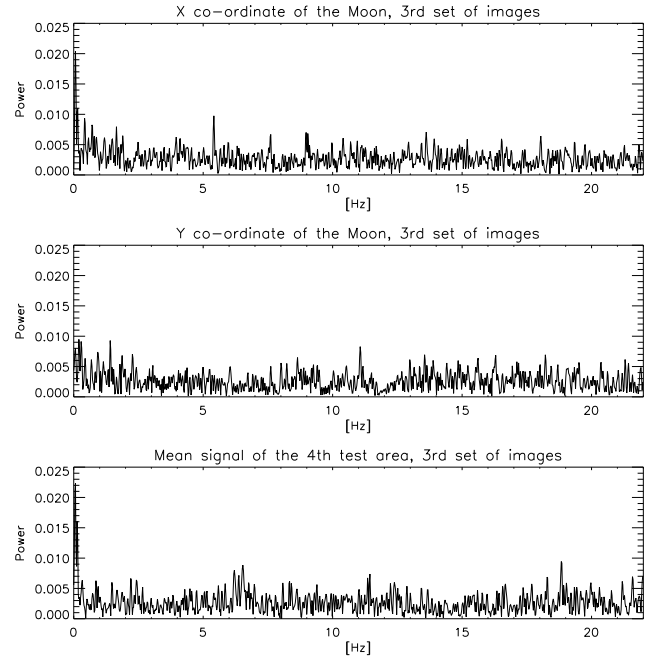 X co-ordinate of the Moon, 3rd set of images
0.025
0.020
0.015
0.010
0.005
0.000
Power
0 5 10 15 20
[Hz]
Y co-ordinate of the Moon, 3rd set of images
0.025
0.020
0.015
0.010
0.005
0.000
Power
0 5 10 15 20
[Hz]
Mean signal of the 4th test area, 3rd set of images
0.025
0.020
0.015
0.010
0.005
0.000
Power
0 5 10 15 20
[Hz]